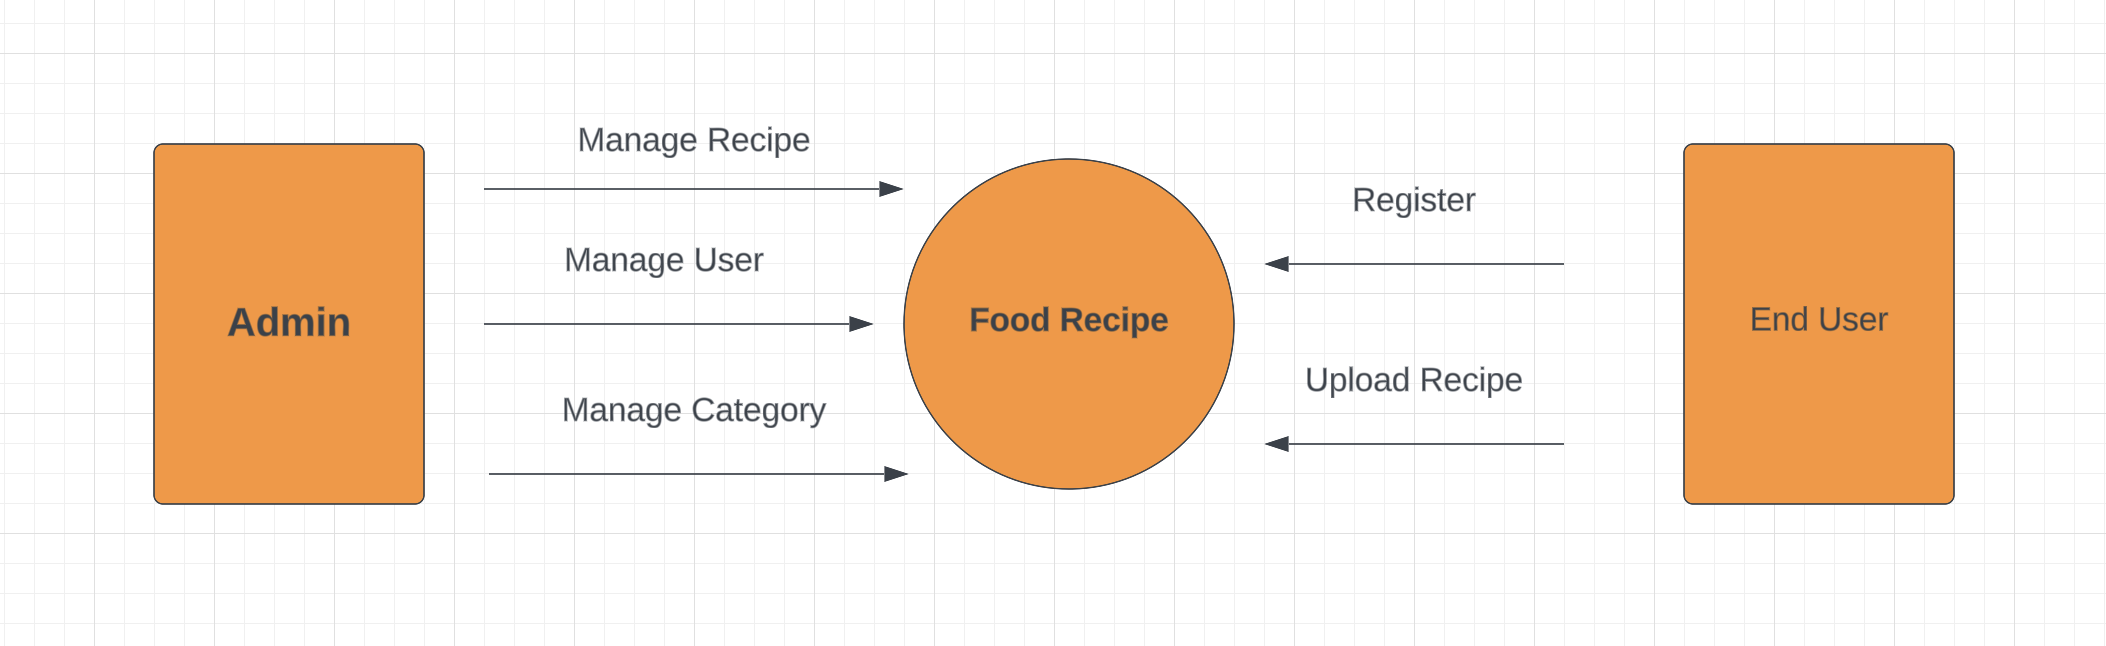 Manage Recipe
Register
Manage User
Admin
Food Recipe
End User
Upload Recipe
Manage Category